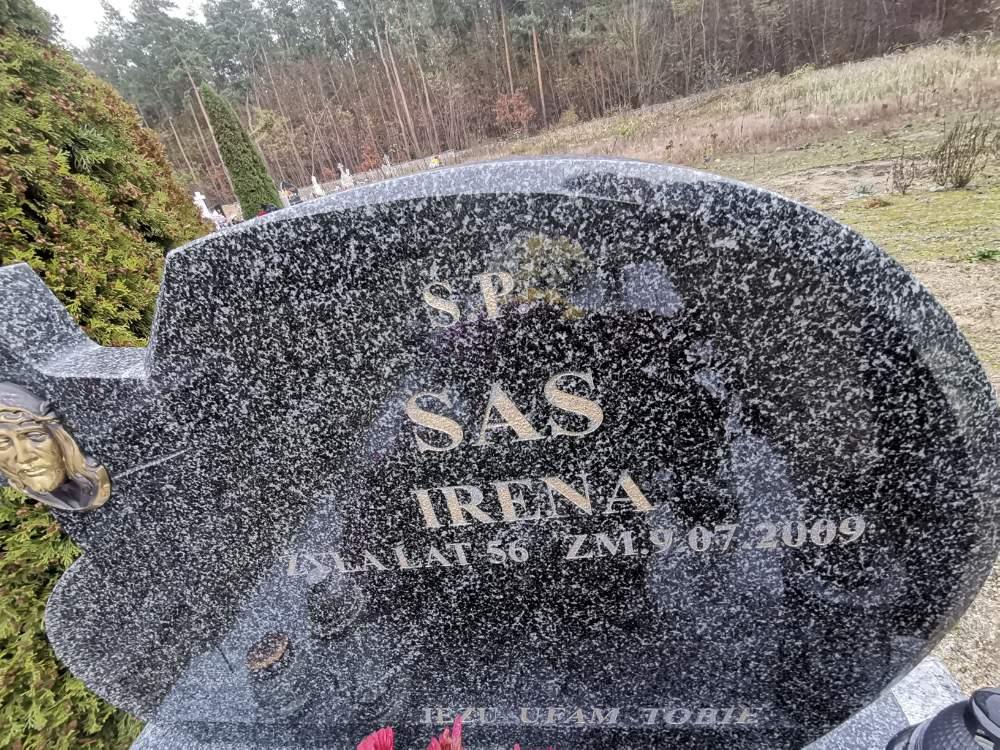 S.P.
SAS
IRENA
ŻYŁA LAT 56 ZM. 9.07.2009
JEZU UFAM TOBIE